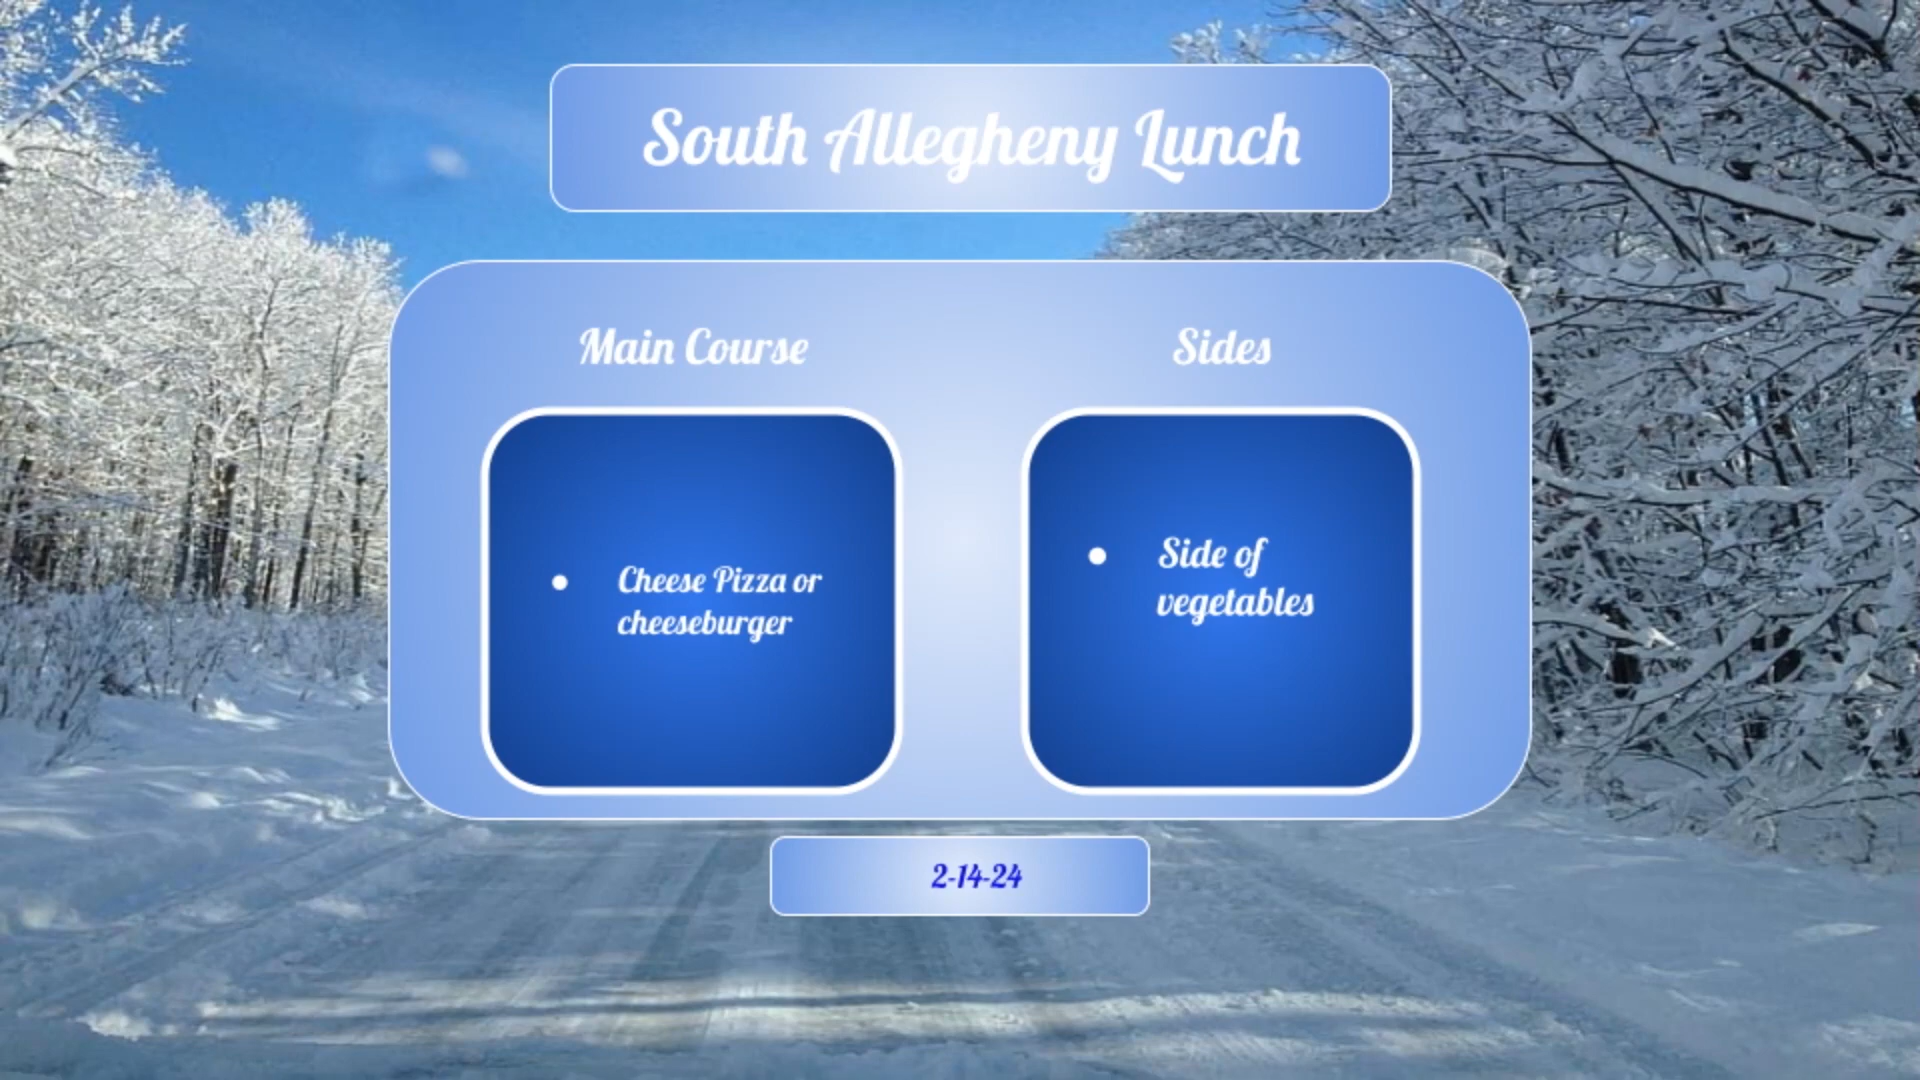 South Allegheny Lunch
Main Course
Sides
• Cheese Pizza or
cheeseburger
• Side of
vegetables
2-14-24